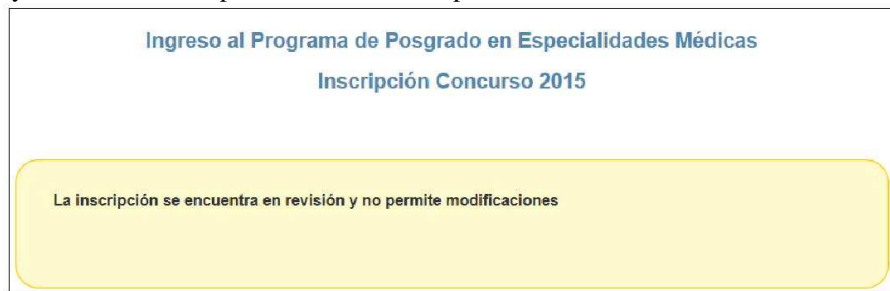 Ingreso al Programa de Posgrado en Especialidades Médicas
Inscripción Concurso 2015
La inscripción se encuentra en revisión y no permite modificaciones